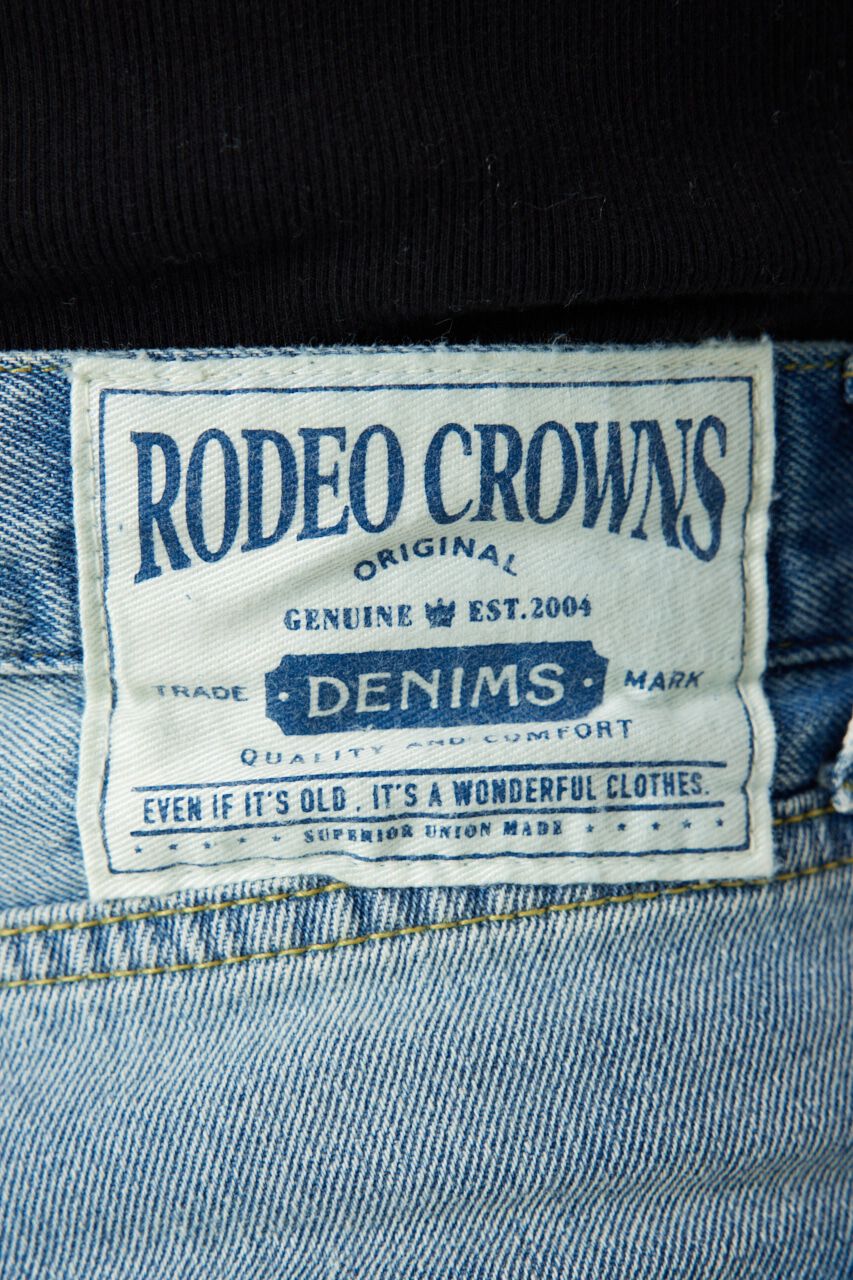 RODEO CROWNS
ORIGINAL
GENUINE EST.2004
TRADE · DENIMS · MARK
QUALITY AND COMFORT
EVEN IF IT'S OLD . IT'S A WONDERFUL CLOTHES.
SUPERIOR UNION MADE